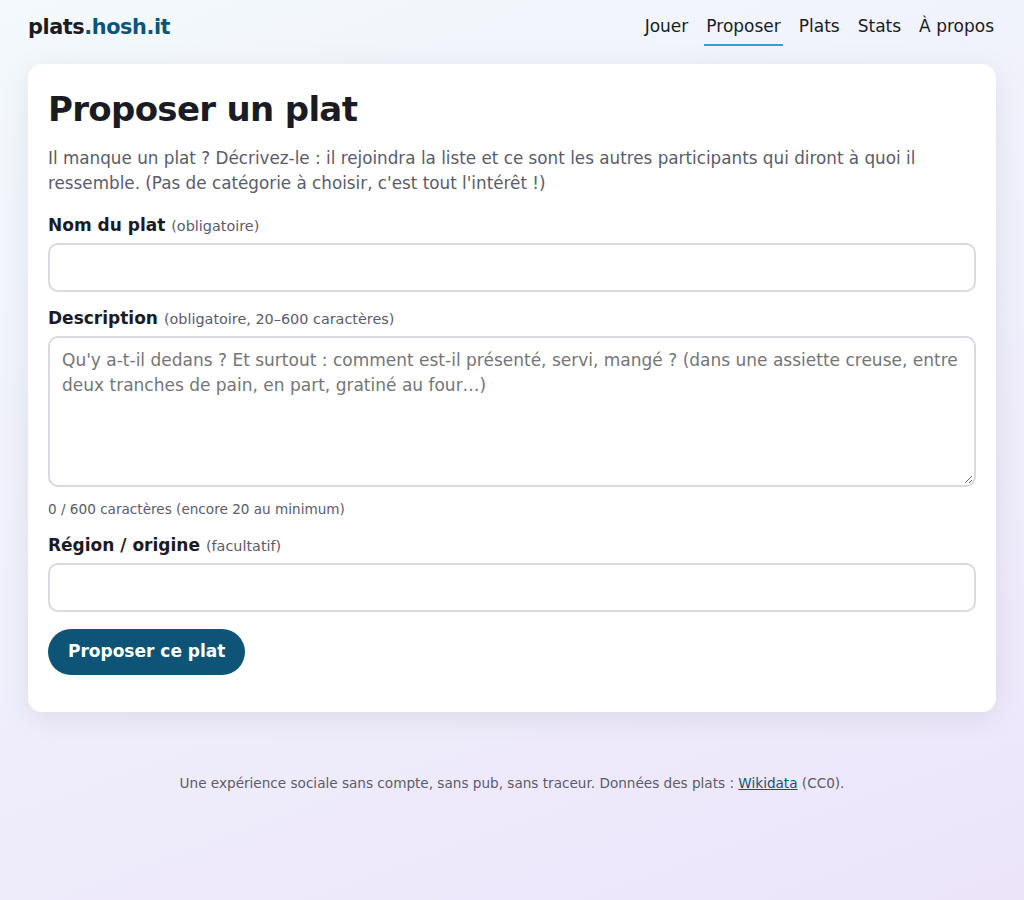 plats.hosh.it
Jouer Proposer Plats Stats À propos
Proposer un plat
Il manque un plat ? Décrivez-le : il rejoindra la liste et ce sont les autres participants qui diront à quoi il
ressemble. (Pas de catégorie à choisir, c'est tout l'intérêt !)
Nom du plat (obligatoire)
Description (obligatoire, 20–600 caractères)
Qu'y a-t-il dedans ? Et surtout : comment est-il présenté, servi, mangé ? (dans une assiette creuse, entre
deux tranches de pain, en part, gratiné au four…)
0 / 600 caractères (encore 20 au minimum)
Région / origine (facultatif)
Proposer ce plat
Une expérience sociale sans compte, sans pub, sans traceur. Données des plats : Wikidata (CC0).